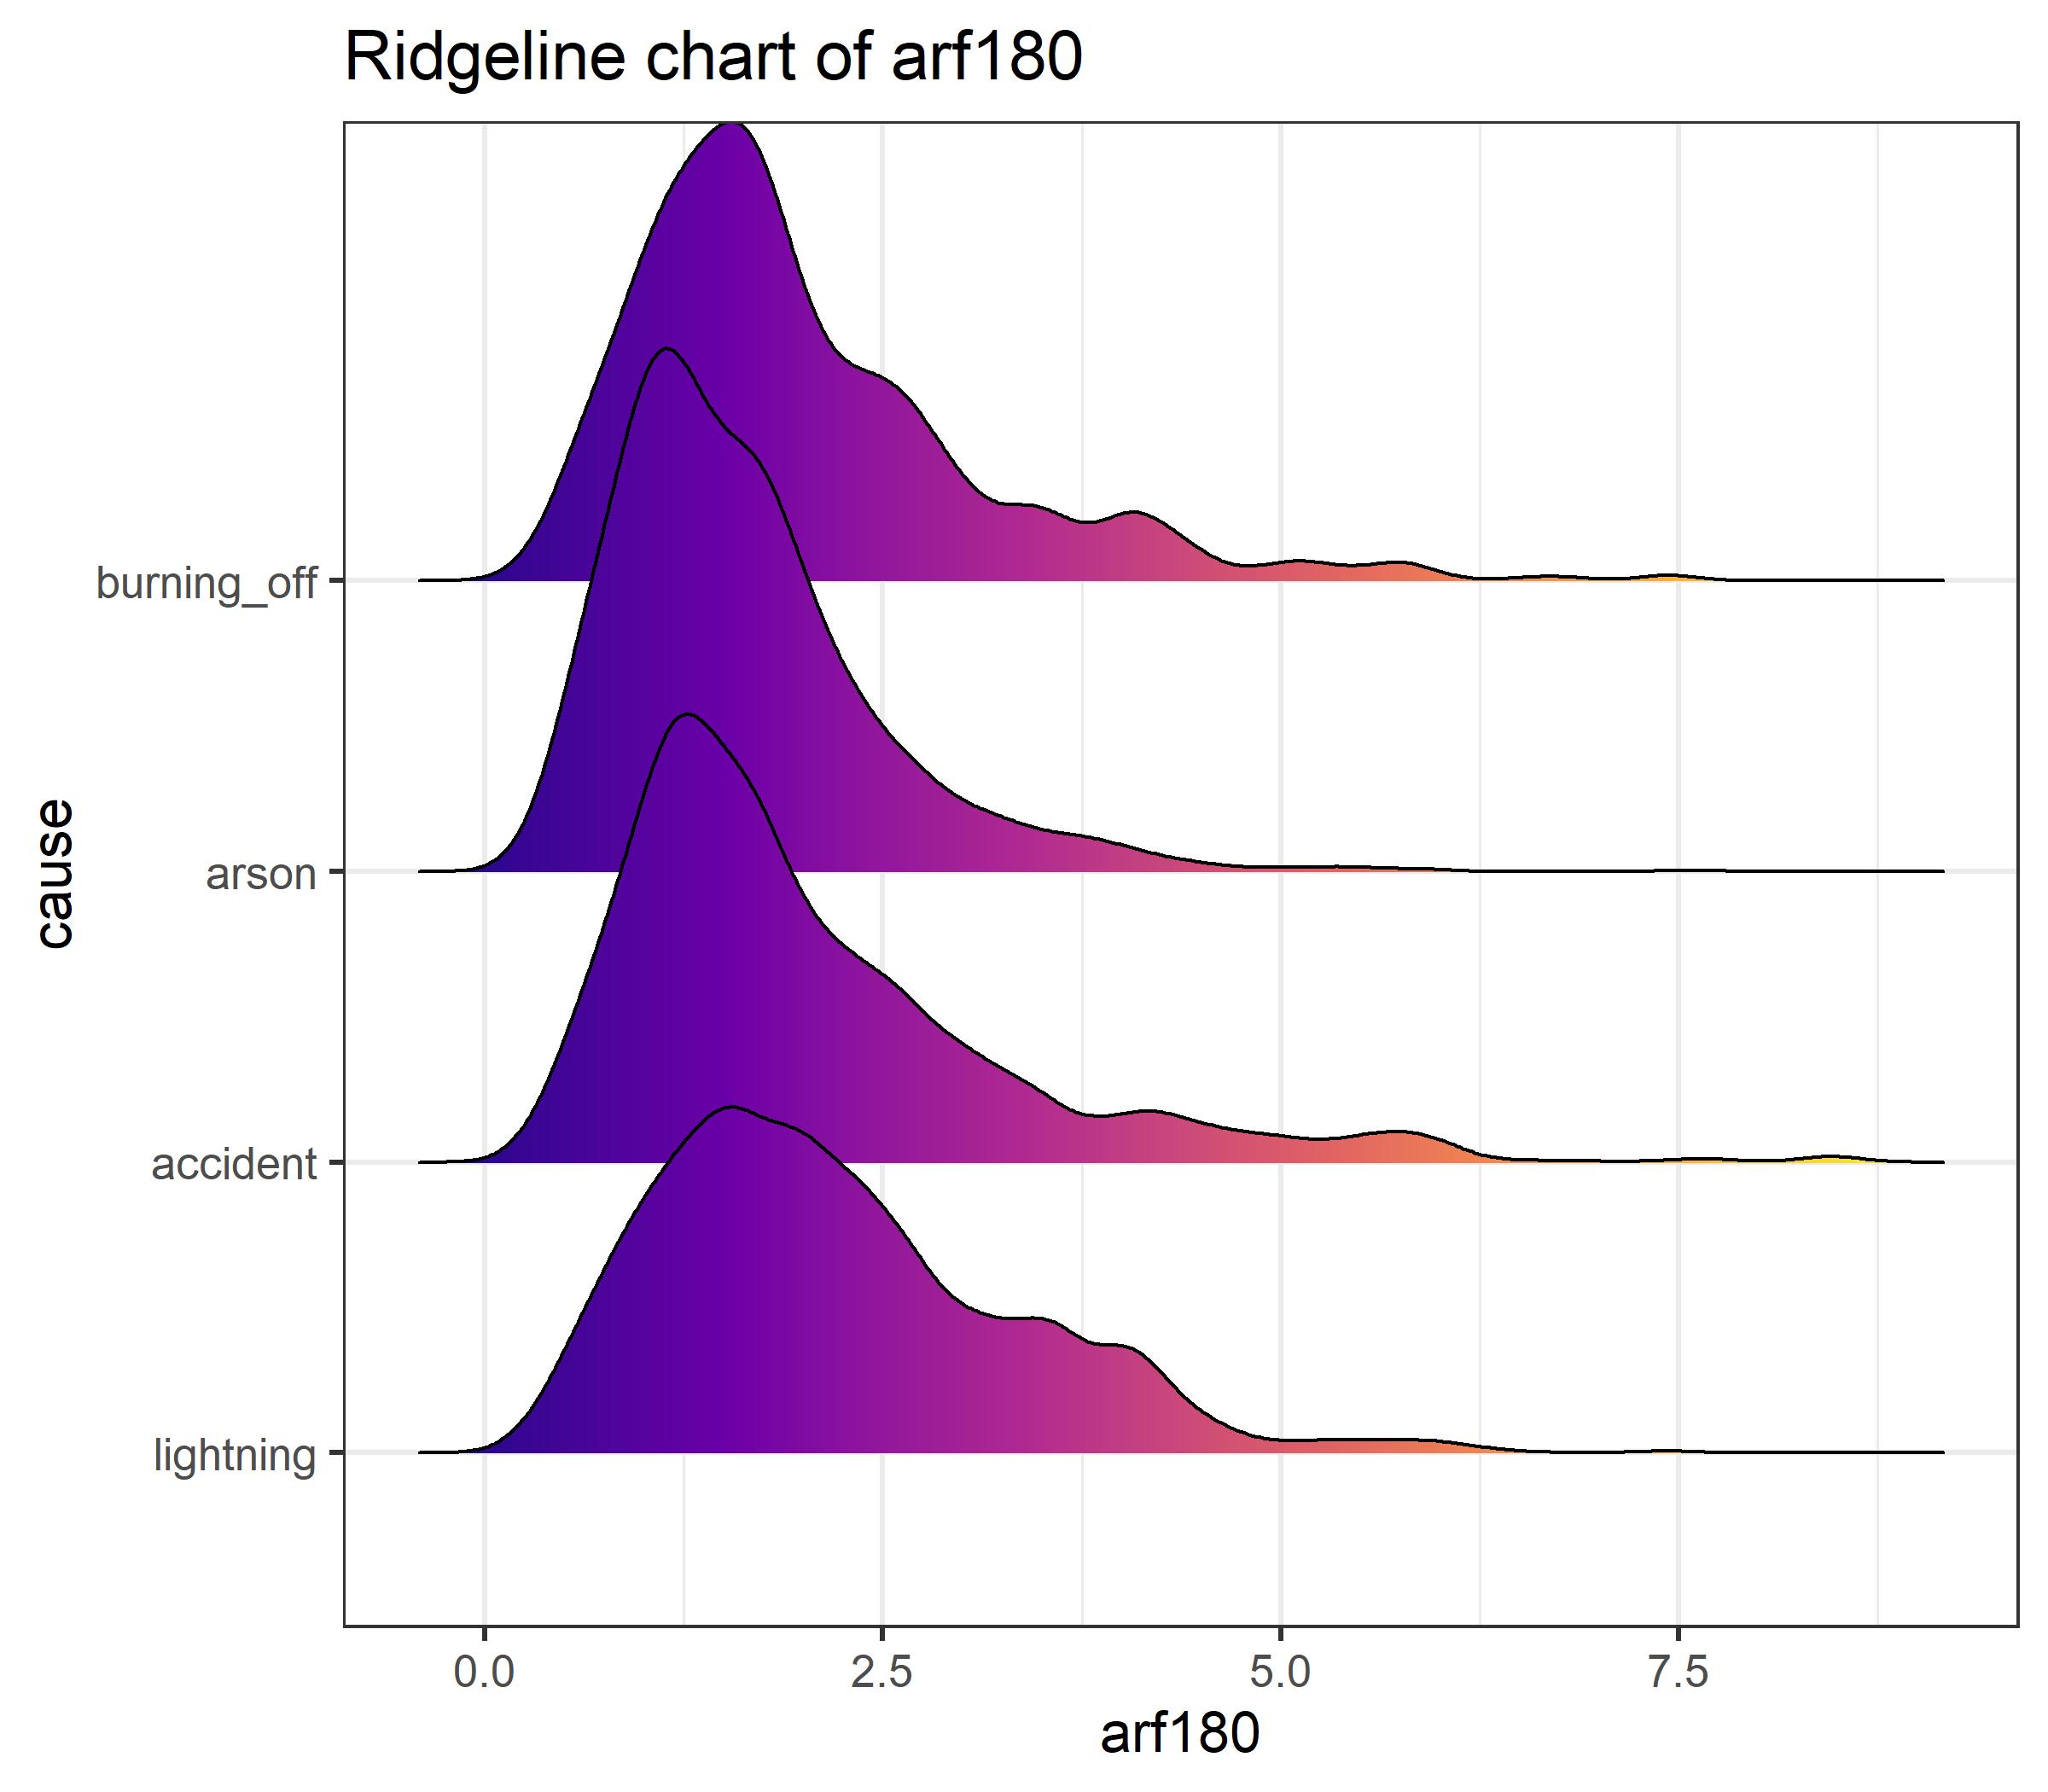 Ridgeline chart of arf180
cause
burning_off
arson
accident
lightning
0.0 2.5 5.0 7.5
arf180